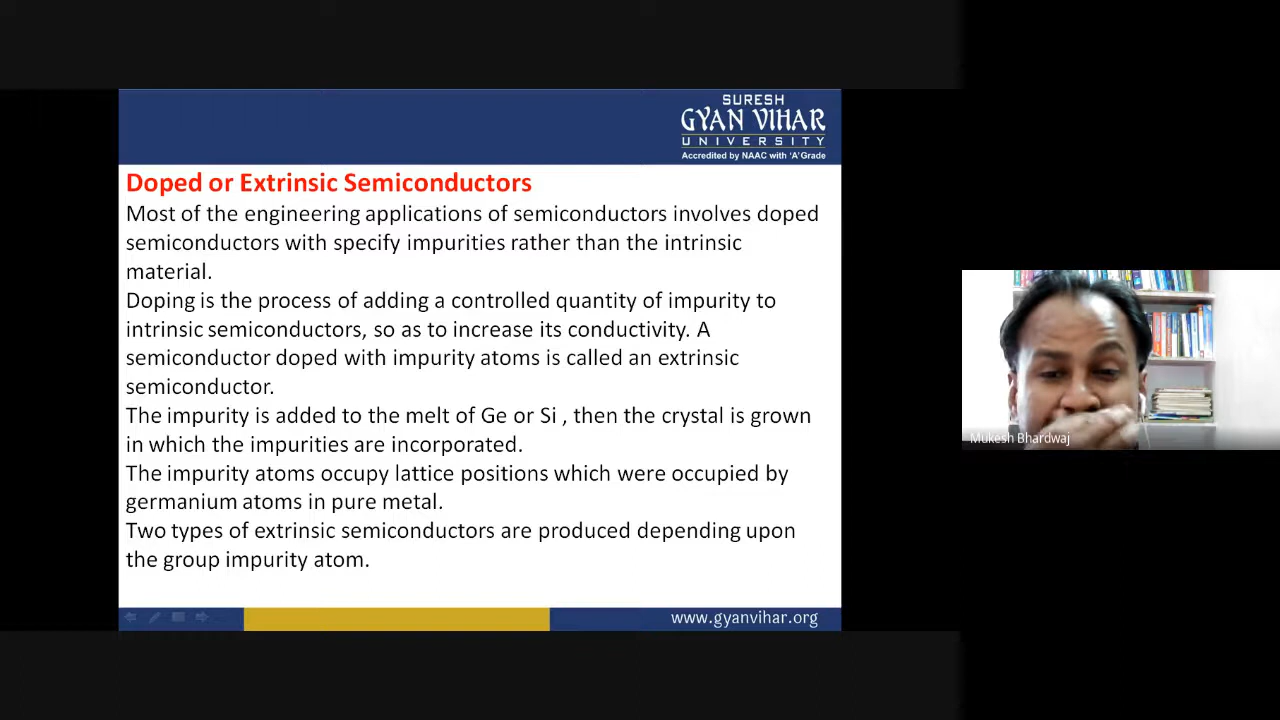 SURESH
GYAN VIHAR
UNIVERSITY
Accredited by NAAC with 'A' Grade
Doped or Extrinsic Semiconductors
Most of the engineering applications of semiconductors involves doped
semiconductors with specify impurities rather than the intrinsic
material.
Doping is the process of adding a controlled quantity of impurity to
intrinsic semiconductors, so as to increase its conductivity. A
semiconductor doped with impurity atoms is called an extrinsic
semiconductor.
The impurity is added to the melt of Ge or Si , then the crystal is grown
in which the impurities are incorporated.
The impurity atoms occupy lattice positions which were occupied by
germanium atoms in pure metal.
Two types of extrinsic semiconductors are produced depending upon
the group impurity atom.
www.gyanvihar.org
Mukesh Bhardwaj